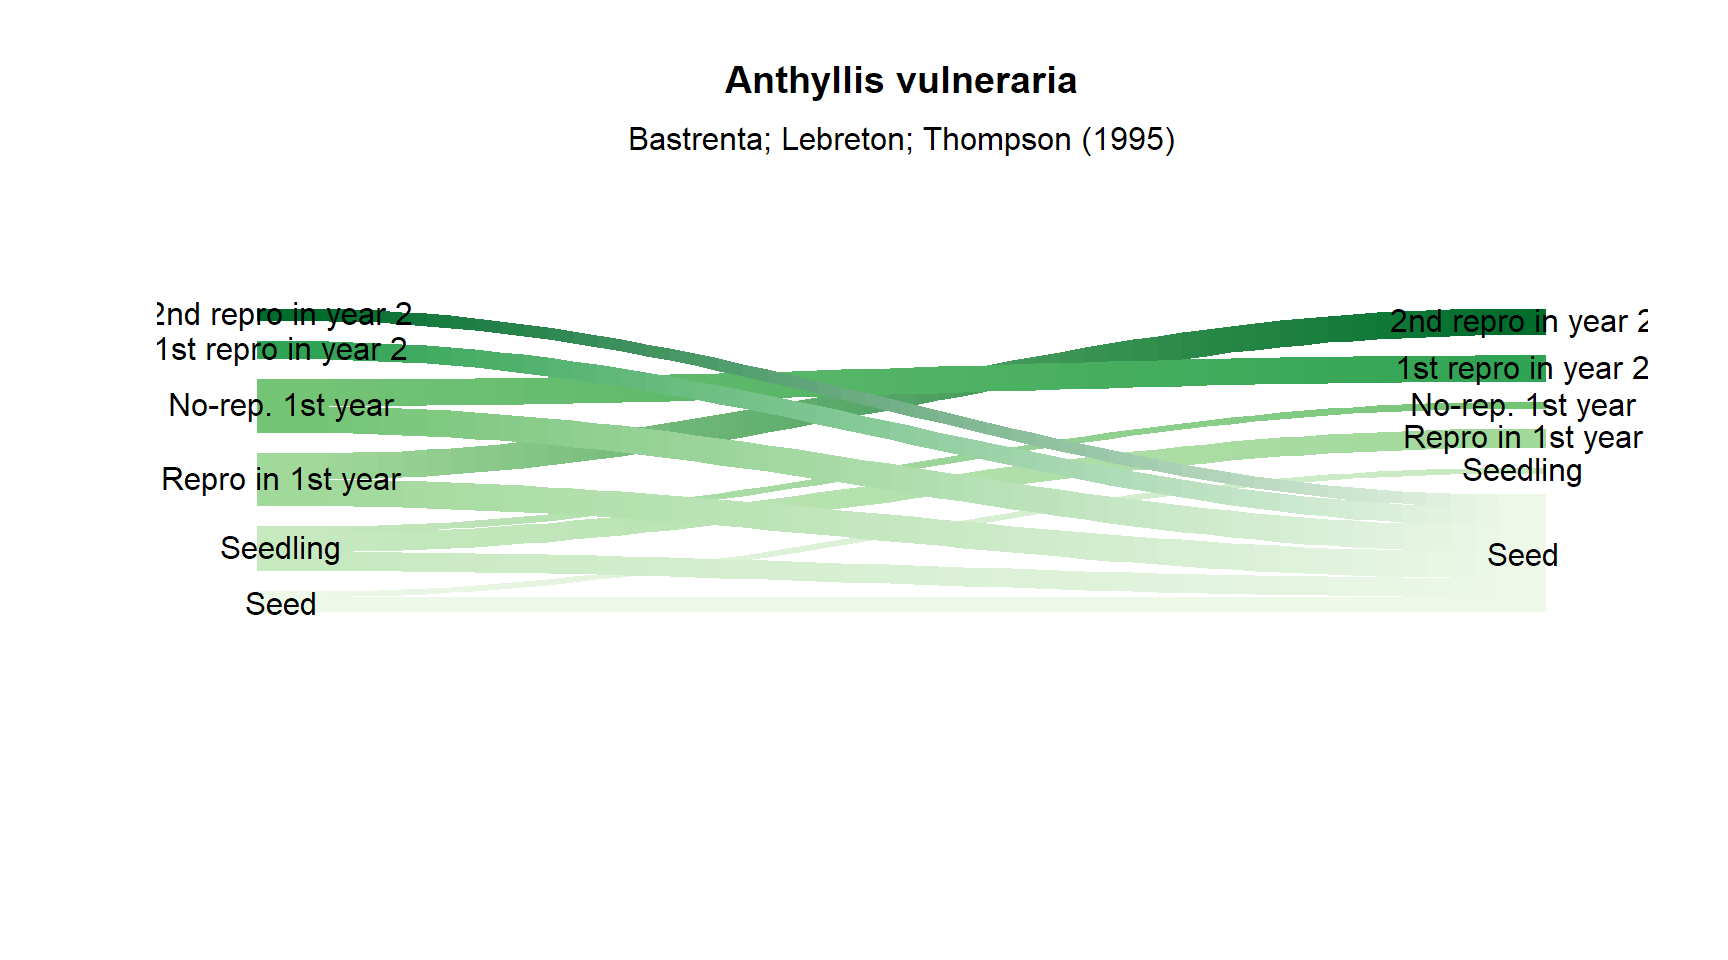 Anthyllis vulneraria
Bastrenta; Lebreton; Thompson (1995)
2nd repro in year 2
1st repro in year 2
No-rep. 1st year
Repro in 1st year
Seedling
Seed
2nd repro in year 2
1st repro in year 2
No-rep. 1st year
Repro in 1st year
Seedling
Seed